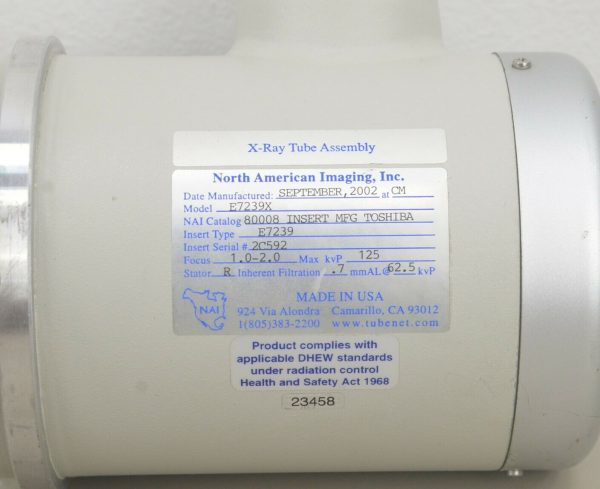 X-Ray Tube Assembly
North American Imaging, Inc.
Date Manufactured: SEPTEMBER, 2002 at CM
Model E7239X
NAI Catalog 80008 INSERT MFG TOSHIBA
Insert Type E7239
Insert Serial # 2C592
Focus 1.0-2.0 Max kvP 125
Stator R Inherent Filtration .7 mmAL@ 62.5 kvP
NAI
MADE IN USA
924 Via Alondra Camarillo, CA 93012
1(805)383-2200 www.tubenet.com
Product complies with
applicable DHEW standards
under radiation control
Health and Safety Act 1968
23458